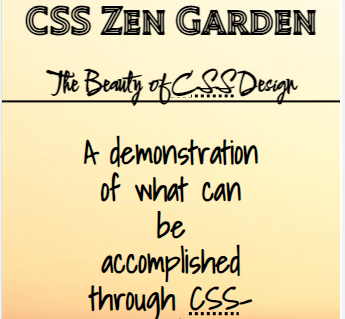 CSS Zen Garden
The Beauty of CSS Design
A demonstration
of what can
be
accomplished
through CSS-